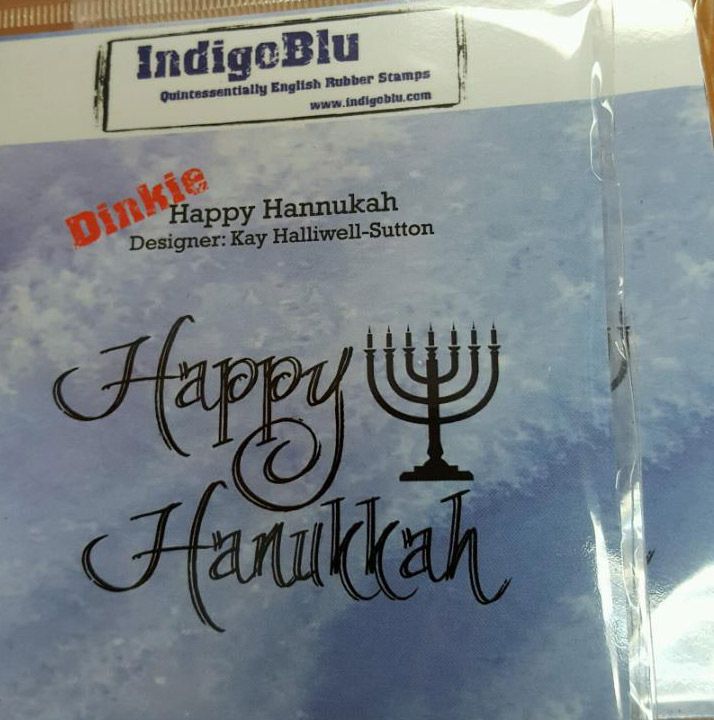 IndigoBlu
Quintessentially English Rubber Stamps
www.indigoblu.com
Dinkie
Happy Hannukah
Designer: Kay Halliwell-Sutton
Happy
Hanukkah